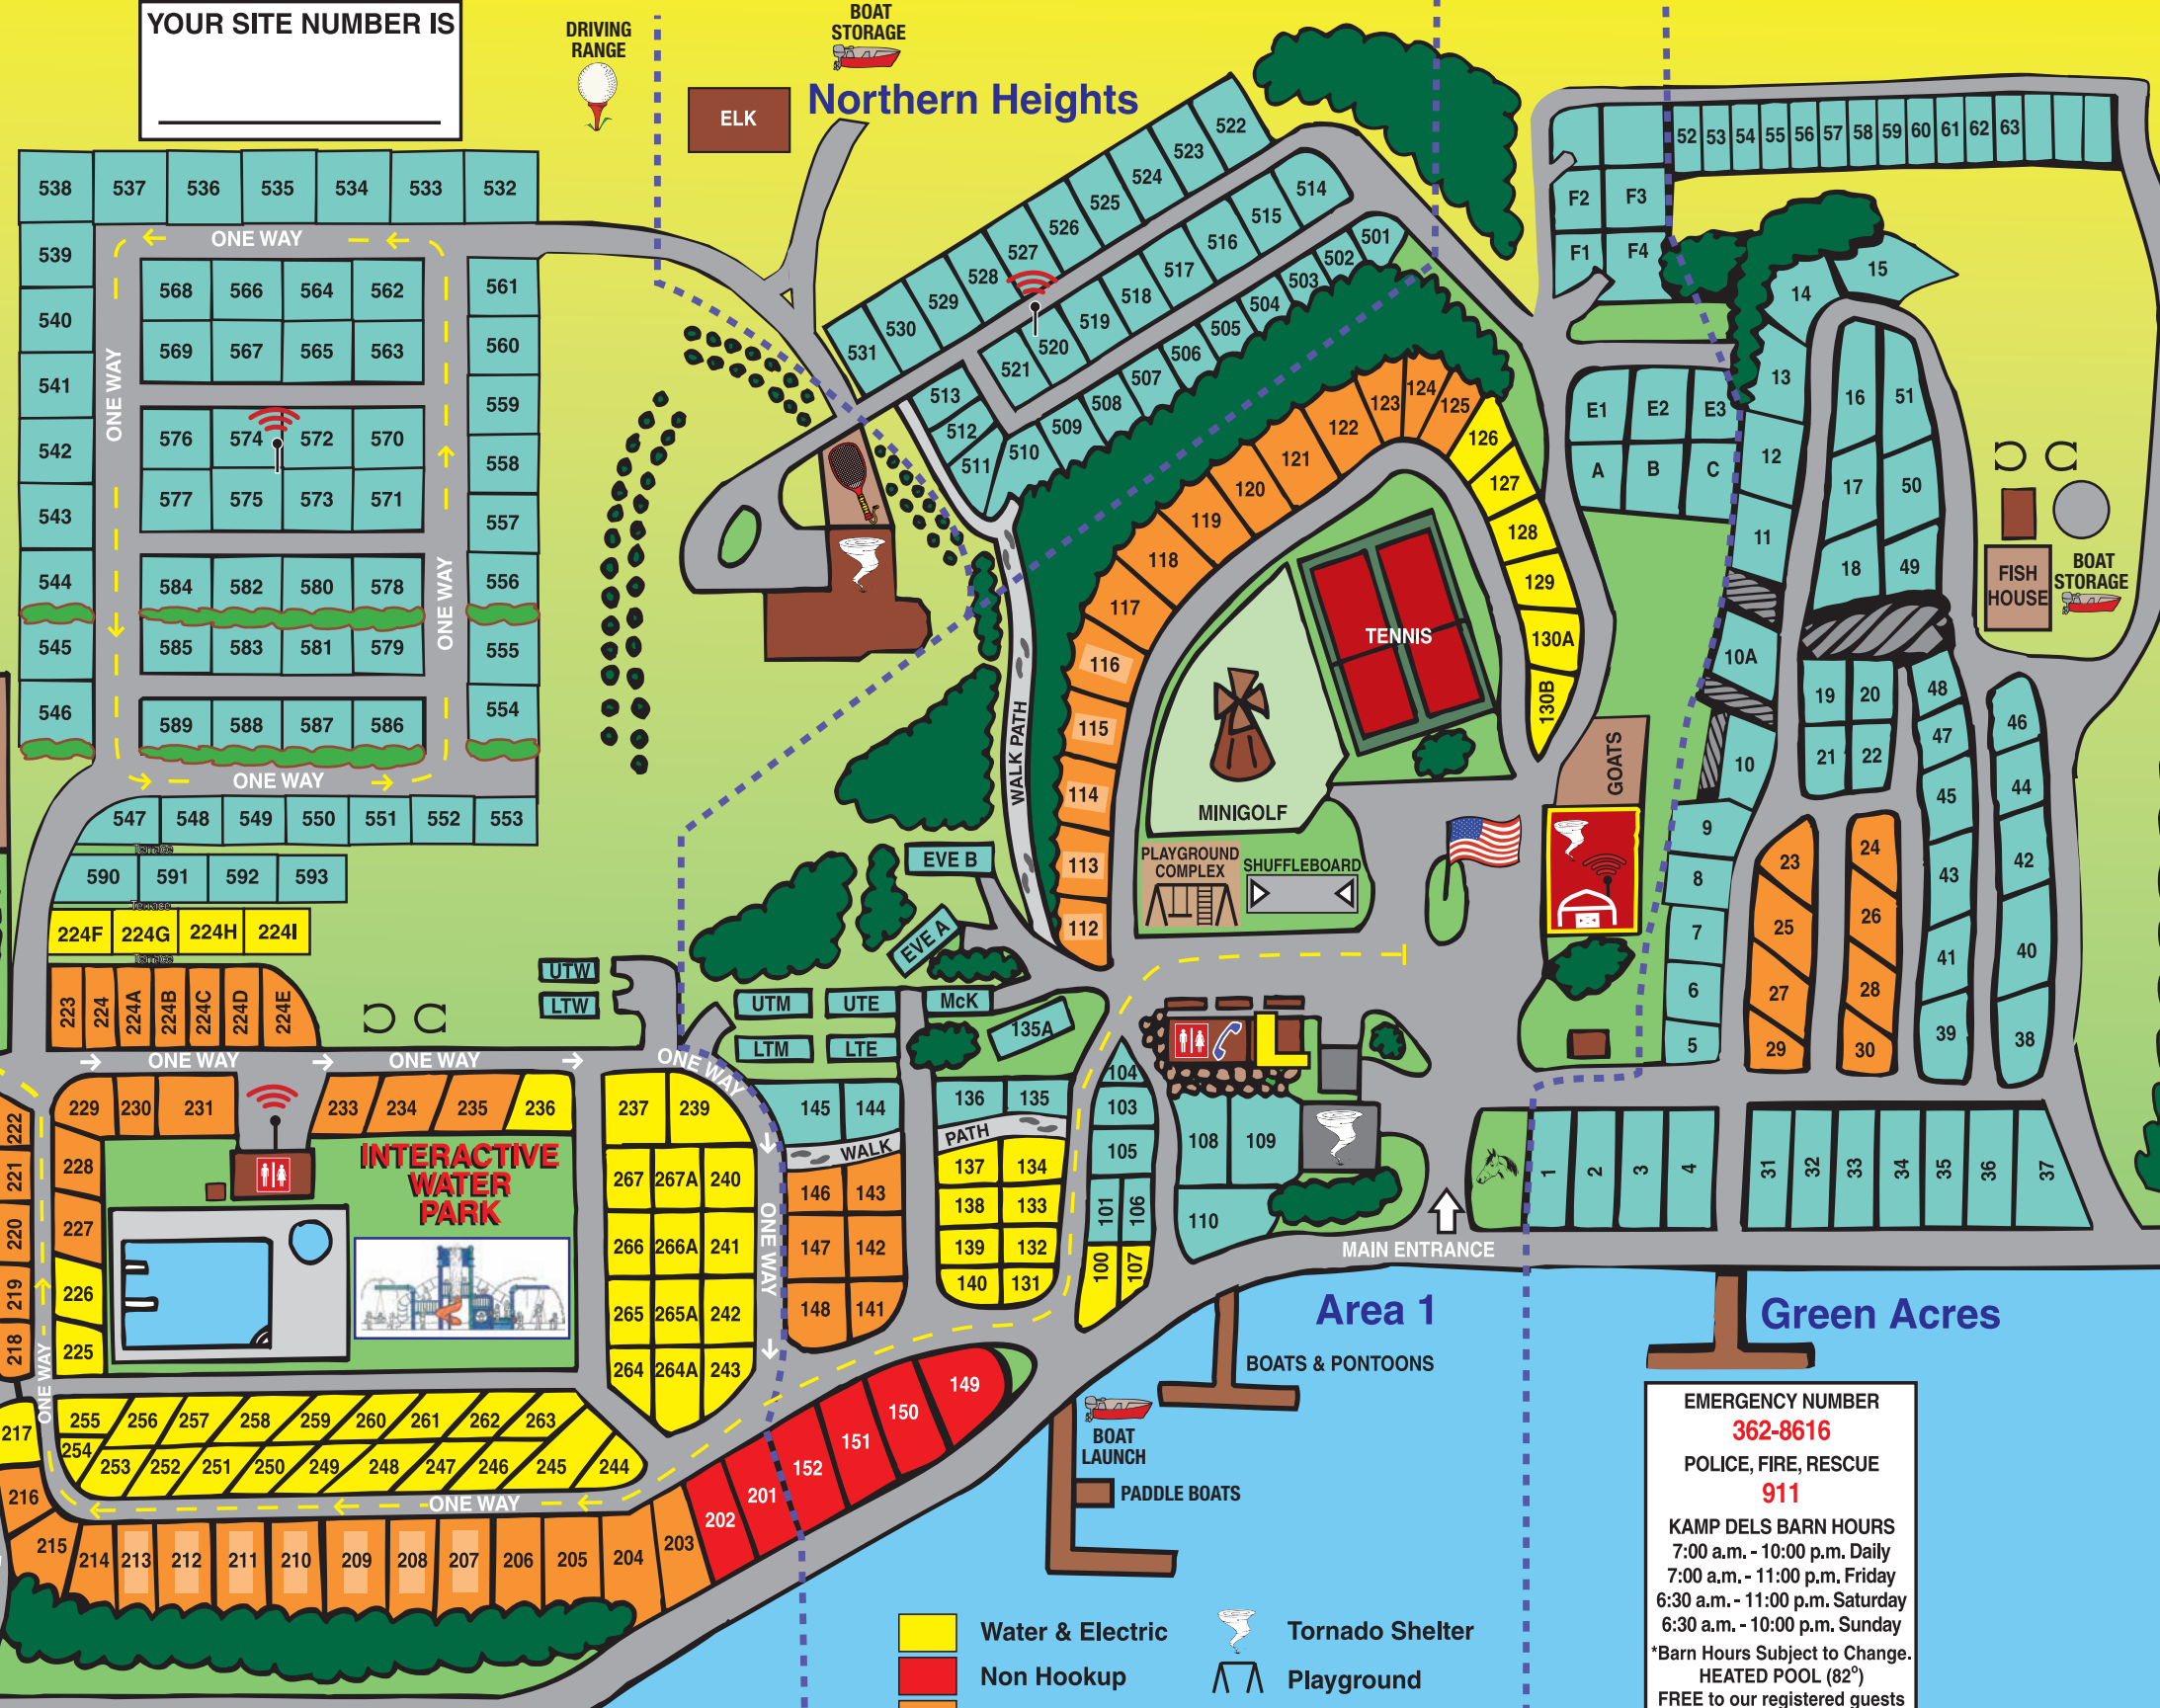 YOUR SITE NUMBER IS
DRIVING
RANGE
BOAT
STORAGE
ELK
Northern Heights
538 537 536 535 534 533 532
539
540
541
542
543
544
545
546
ONE WAY
ONE WAY
568 566 564 562
569 567 565 563
576 574 572 570
577 575 573 571
584 582 580 578
585 583 581 579
589 588 587 586
ONE WAY
ONE WAY
561
560
559
558
557
556
555
554
547 548 549 550 551 552 553
Terrace
590 591 592 593
Terrace
224F 224G 224H 224I
Terrace
223 224 224A 224B 224C 224D 224E
ONE WAY ONE WAY ONE WAY
522
523
524
525
526
527
528
529
530
531
514
515
516
517
518
519
520
521
501
502
503
504
505
506
507
508
509
510
511
512
513
WALK PATH
112
113
114
115
116
117
118
119
120
121
122
123
124
125
126
127
128
129
130A
130B
TENNIS
MINIGOLF
PLAYGROUND
COMPLEX
SHUFFLEBOARD
GOATS
EVE B
EVE A
UTW
LTW
UTM UTE McK
LTM LTE 135A
F2 F3
F1 F4
E1 E2 E3
A B C
52 53 54 55 56 57 58 59 60 61 62 63
15
14
13
12
11
10A
10
9
8
7
6
5
16 51
17 50
18 49
19 20
21 22
48
47
45
43
41
39
46
44
42
40
38
23
25
27
29
24
26
28
30
FISH
HOUSE
BOAT
STORAGE
1 2 3 4
31 32 33 34 35 36 37
222
221
220
219
218
217
216
215
229 230 231 233 234 235 236
228
227
226
225
INTERACTIVE
WATER
PARK
ONE WAY
237 239
267 267A 240
266 266A 241
265 265A 242
264 264A 243
ONE WAY
145 144
WALK
146 143
147 142
148 141
136 135
PATH
137 134
138 133
139 132
140 131
104
103
105
101 106
100 107
108 109
110
MAIN ENTRANCE
255 256 257 258 259 260 261 262 263
254
253 252 251 250 249 248 247 246 245 244
ONE WAY
214 213 212 211 210 209 208 207 206 205 204 203
202 201 152 151 150 149
Area 1
Green Acres
BOATS & PONTOONS
BOAT
LAUNCH
PADDLE BOATS
Water & Electric
Non Hookup
Tornado Shelter
Playground
EMERGENCY NUMBER
362-8616
POLICE, FIRE, RESCUE
911
KAMP DELS BARN HOURS
7:00 a.m. - 10:00 p.m. Daily
7:00 a.m. - 11:00 p.m. Friday
6:30 a.m. - 11:00 p.m. Saturday
6:30 a.m. - 10:00 p.m. Sunday
*Barn Hours Subject to Change.
HEATED POOL (82º)
FREE to our registered guests